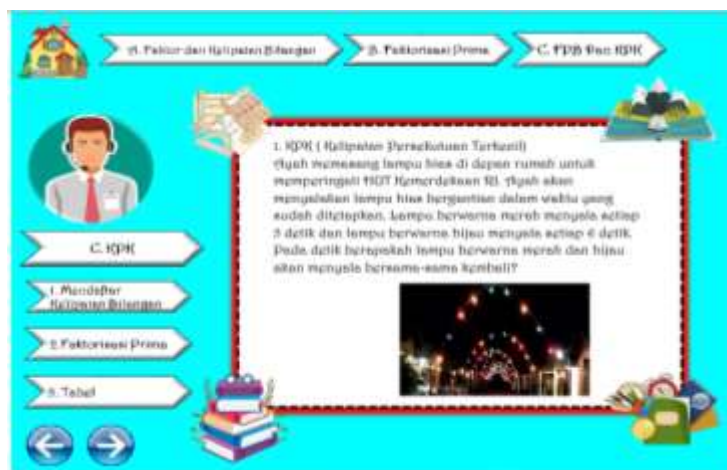 A. Faktor dan Kelipatan Bilangan
B. Faktorisasi Prima
C. FPB Dan KPK
1. KPK ( Kelipatan Persekutuan Terkecil)
Ayah memasang lampu hias di depan rumah untuk
memperingati HUT Kemerdekaan RI. Ayah akan
menyalakan lampu hias bergantian dalam waktu yang
sudah ditetapkan. Lampu berwarna merah menyala setiap
3 detik dan lampu berwarna hijau menyala setiap detik.
Pada detik berapakah lampu berwarna merah dan hijau
akan menyala bersama-sama kembali?
C. KPK
1. Mendaftar
Kelipatan Bilangan
2. Faktorisasi Prima
3. Tabel